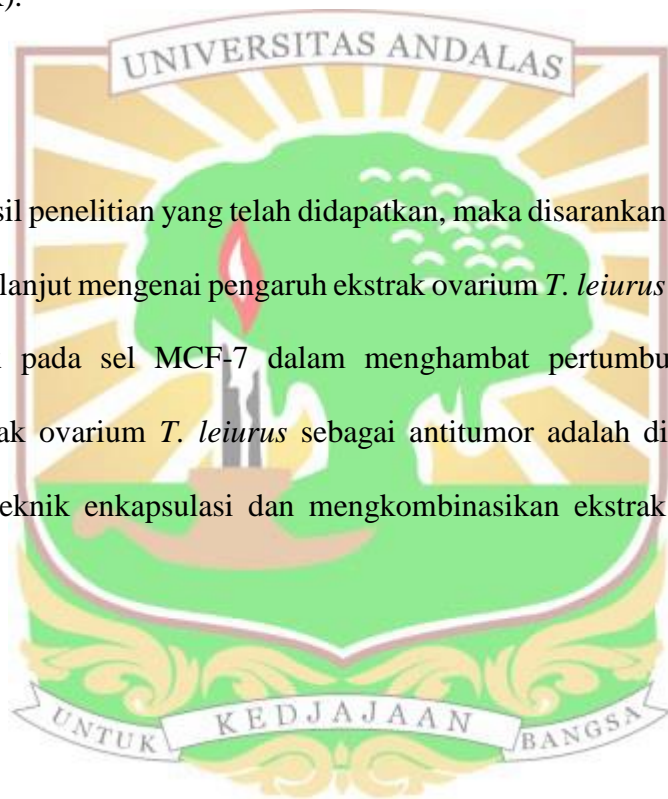 ).
UNIVERSITAS ANDALAS
sil penelitian yang telah didapatkan, maka disarankan
lanjut mengenai pengaruh ekstrak ovarium T. leiurus
pada sel MCF-7 dalam menghambat pertumbu
ak ovarium T. leiurus sebagai antitumor adalah di
eknik enkapsulasi dan mengkombinasikan ekstrak
UNTUK KEDJAJAAN BANGSA